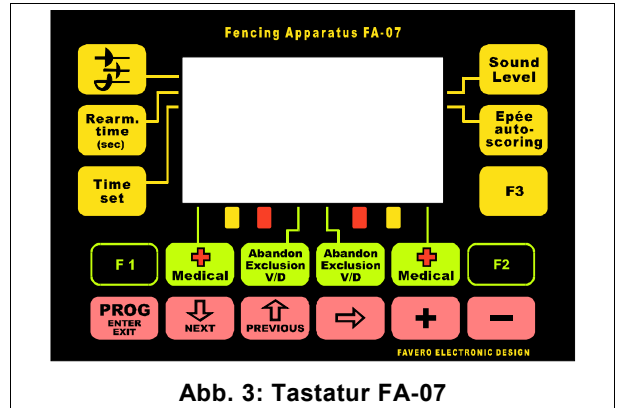 Fencing Apparatus FA-07
Sound
Level
Rearm.
time
(sec)
Epée
auto-
scoring
Time
set
F3
F 1
Medical
Abandon
Exclusion
V/D
Abandon
Exclusion
V/D
Medical
F2
PROG
ENTER
EXIT
NEXT
PREVIOUS
FAVERO ELECTRONIC DESIGN
Abb. 3: Tastatur FA-07